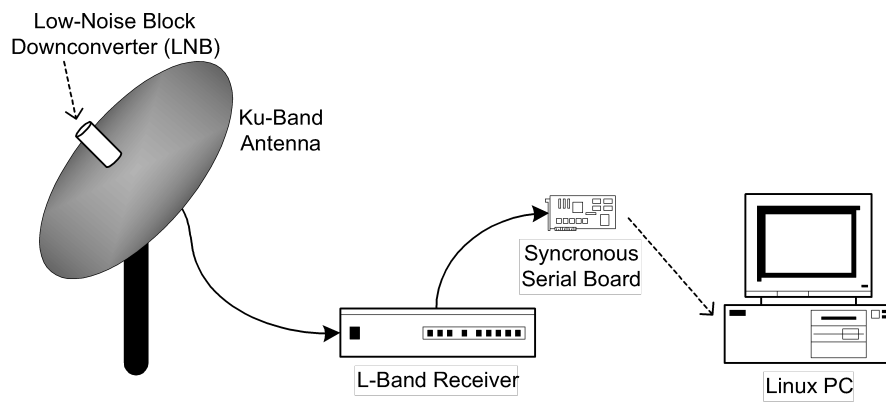 Low-Noise Block
Downconverter (LNB)
Ku-Band
Antenna
Syncronous
Serial Board
L-Band Receiver
Linux PC